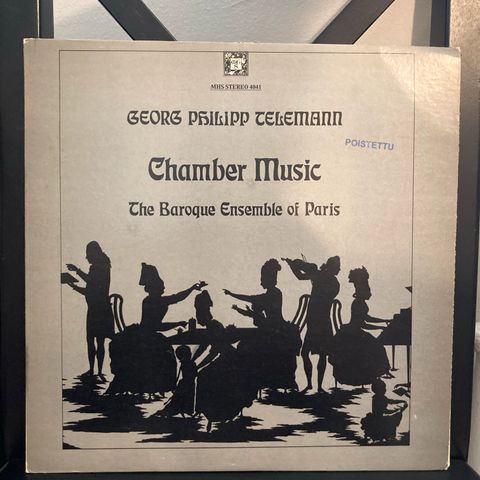 MHS STEREO 4041
GEORG PHILIPP TELEMANN
POISTETTU
Chamber Music
The Baroque Ensemble of Paris